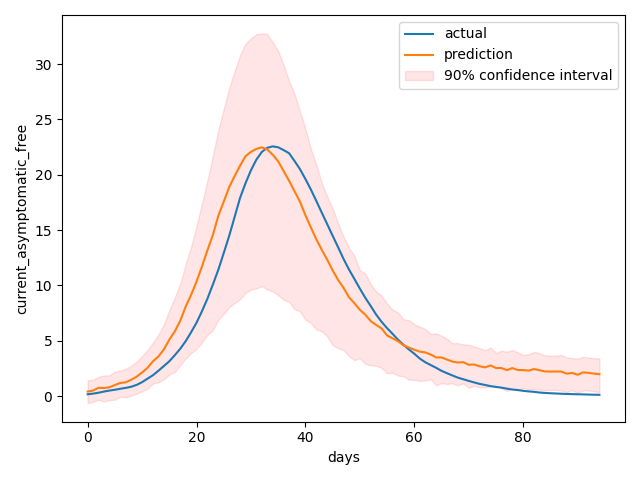 actual
prediction
90% confidence interval
current_asymptomatic_free
30
25
20
15
10
5
0
0 20 40 60 80
days